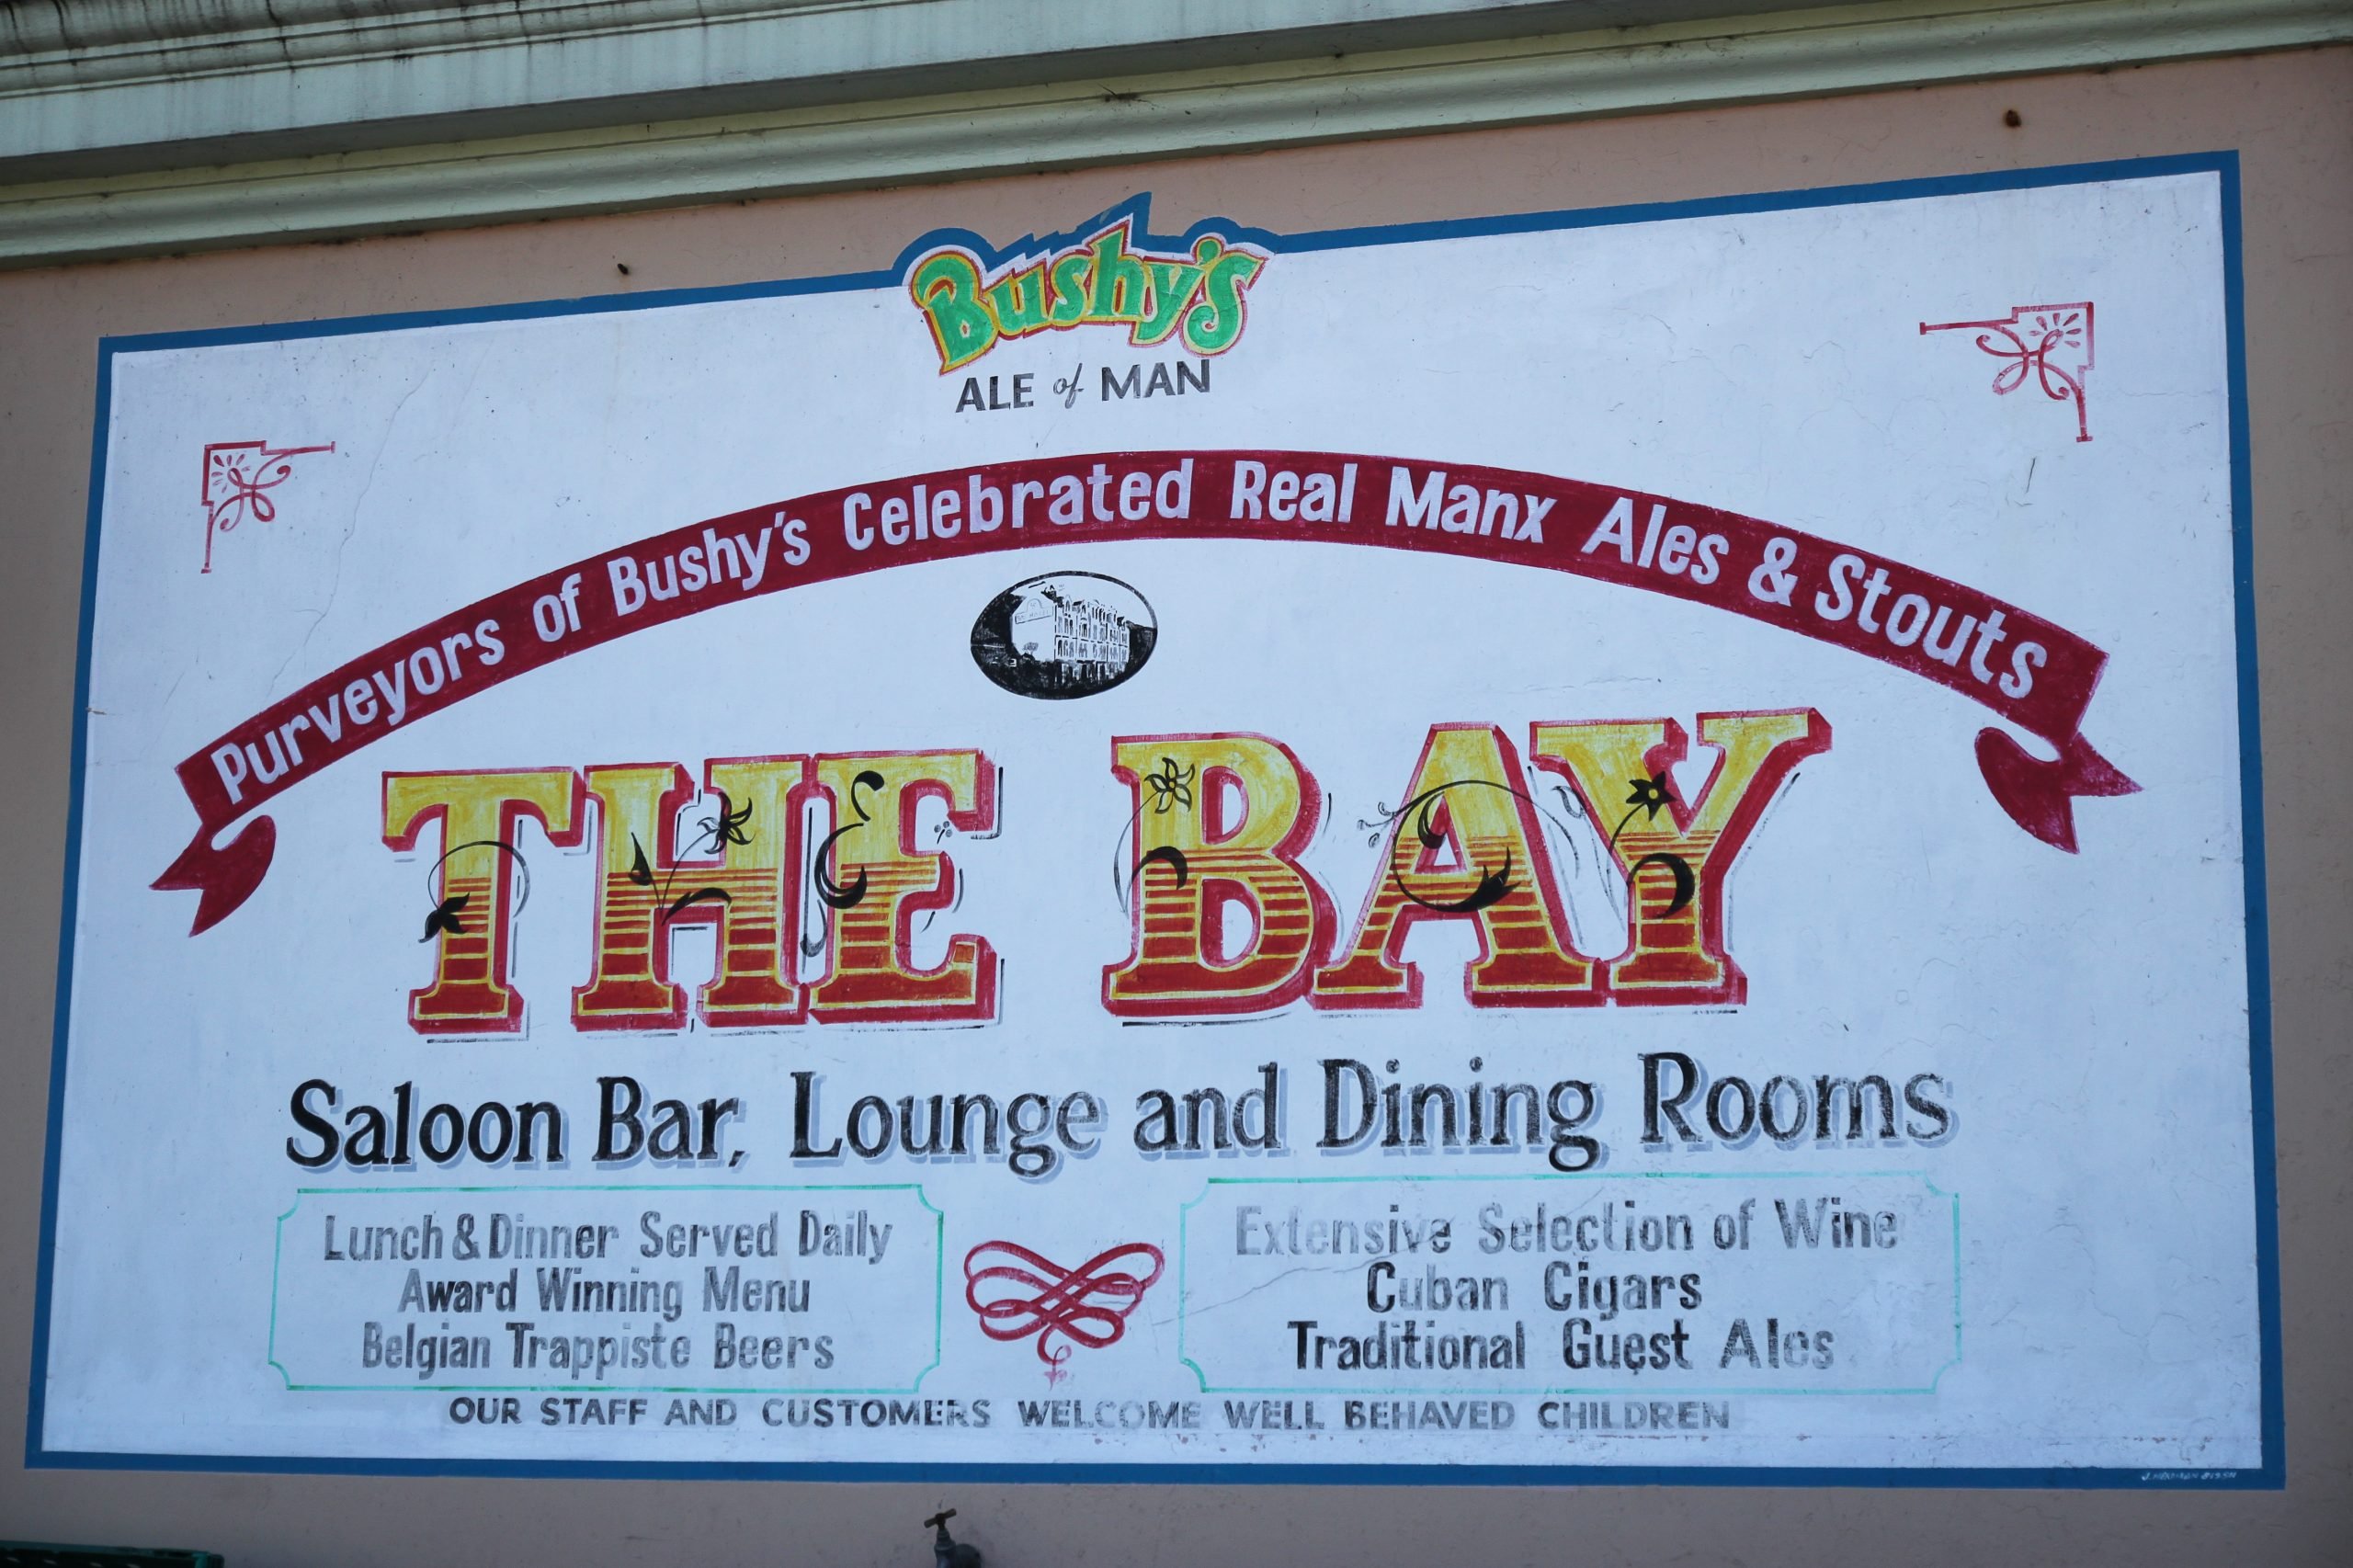 Bushy's
ALE of MAN
Purveyors of Bushy's Celebrated Real Manx Ales & Stouts
THE BAY
Saloon Bar, Lounge and Dining Rooms
Lunch & Dinner Served Daily
Award Winning Menu
Belgian Trappiste Beers
Extensive Selection of Wine
Cuban Cigars
Traditional Guest Ales
OUR STAFF AND CUSTOMERS WELCOME WELL BEHAVED CHILDREN